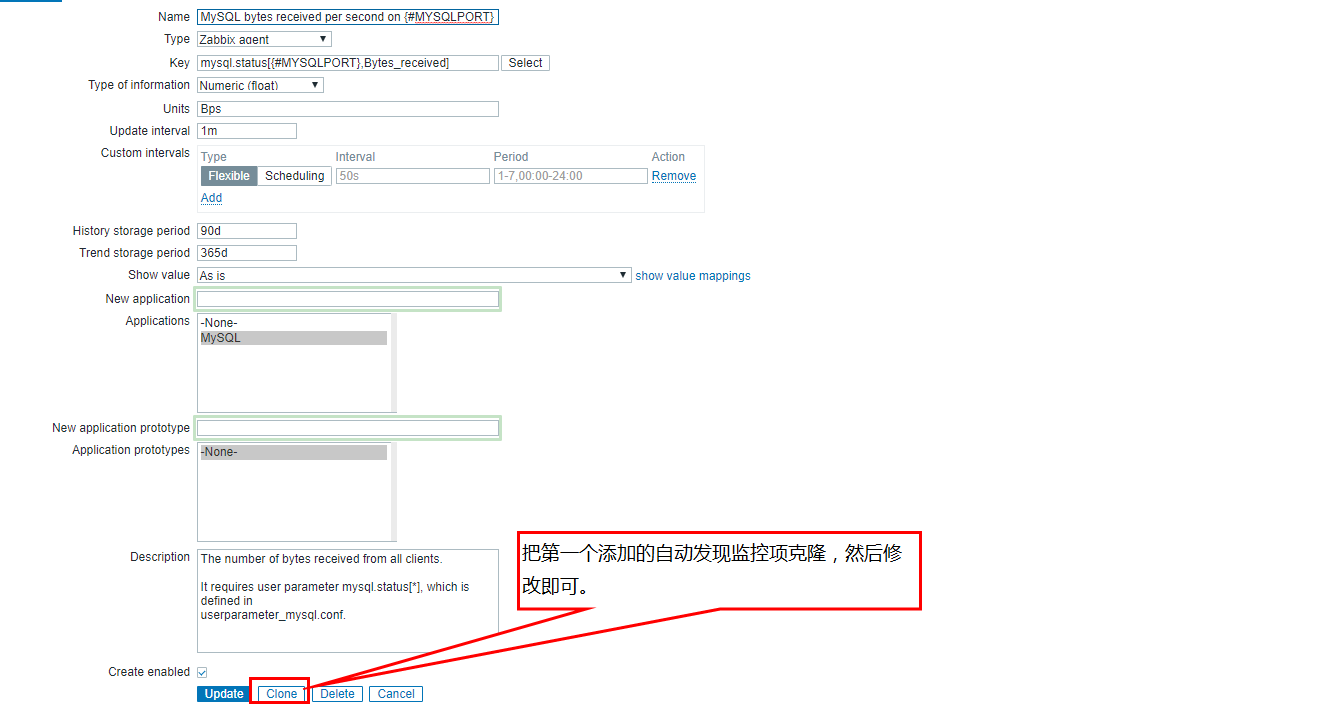 Name MySQL bytes received per second on {#MYSQLPORT}
Type Zabbix agent
Key mysql.status[{#MYSQLPORT},Bytes_received] Select
Type of information Numeric (float)
Units Bps
Update interval 1m
Custom intervals Type Interval Period Action
Flexible Scheduling 50s 1-7,00:00-24:00 Remove
Add
History storage period 90d
Trend storage period 365d
Show value As is show value mappings
New application
Applications -None-
MySQL
New application prototype
Application prototypes -None-
把第一个添加的自动发现监控项克隆，然后修
改即可。
Description The number of bytes received from all clients.
It requires user parameter mysql.status[*], which is
defined in
userparameter_mysql.conf.
Create enabled
Update Clone Delete Cancel